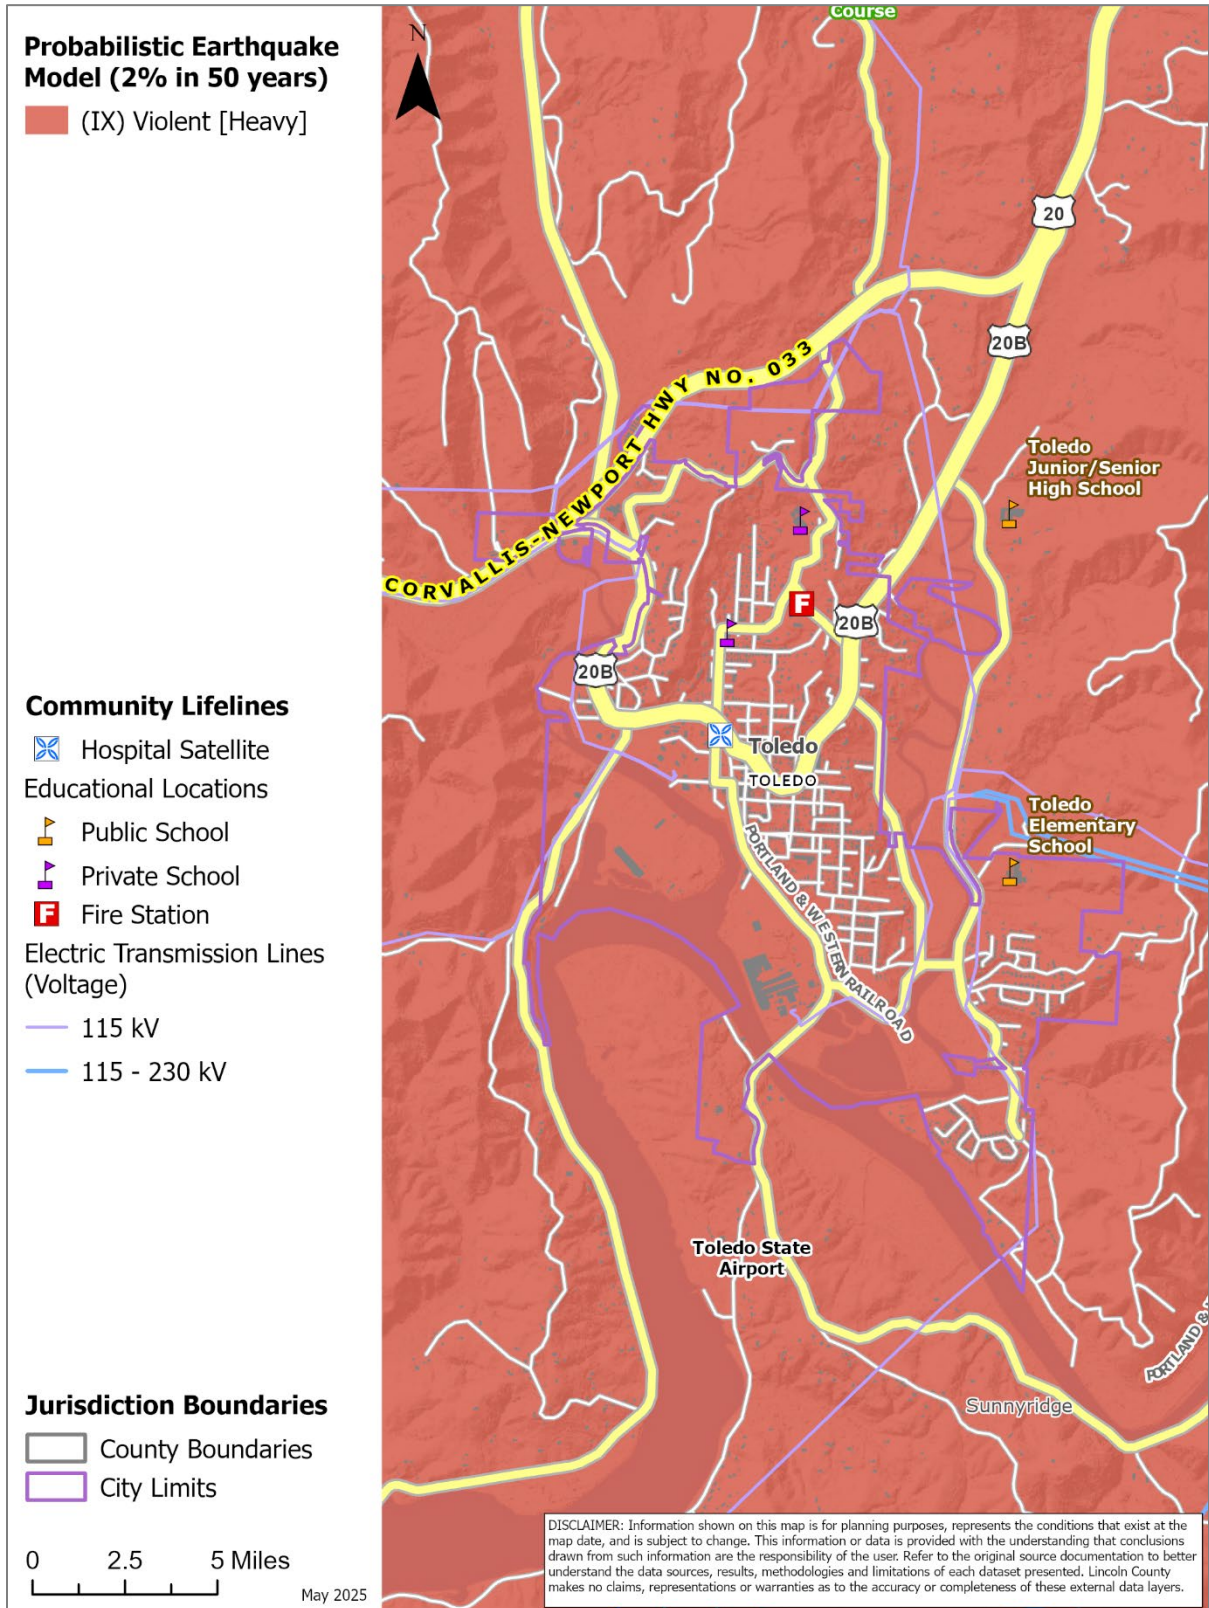 Probabilistic Earthquake
Model (2% in 50 years)
(IX) Violent [Heavy]
Community Lifelines
Hospital Satellite
Educational Locations
Public School
Private School
F
Fire Station
Electric Transmission Lines
(Voltage)
115 kV
115 - 230 kV
Jurisdiction Boundaries
County Boundaries
City Limits
0 2.5 5 Miles
May 2025
N
Course
20
20B
CORVALLIS-NEWPORT HWY NO. 033
Toledo
Junior/Senior
High School
F
20B
20B
Toledo
TOLEDO
Toledo
Elementary
School
PORTLAND & WESTERN RAILROAD
Toledo State
Airport
PORTLAND &
Sunnyridge
DISCLAIMER: Information shown on this map is for planning purposes, represents the conditions that exist at the
map date, and is subject to change. This information or data is provided with the understanding that conclusions
drawn from such information are the responsibility of the user. Refer to the original source documentation to better
understand the data sources, results, methodologies and limitations of each dataset presented. Lincoln County
makes no claims, representations or warranties as to the accuracy or completeness of these external data layers.